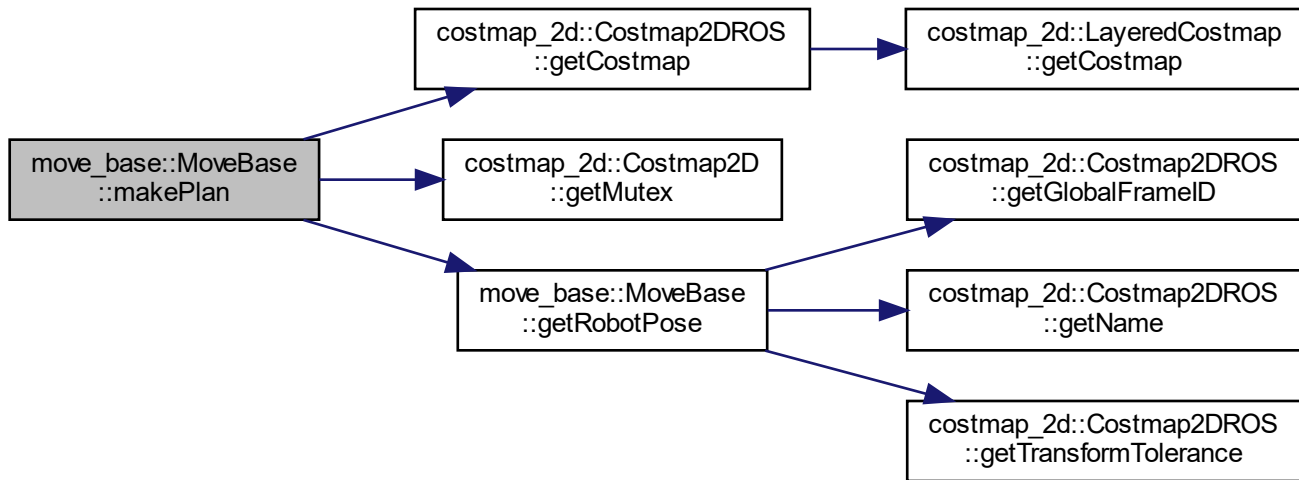 costmap_2d::Costmap2DROS
::getCostmap
costmap_2d::LayeredCostmap
::getCostmap
move_base::MoveBase
::makePlan
costmap_2d::Costmap2D
::getMutex
costmap_2d::Costmap2DROS
::getGlobalFrameID
move_base::MoveBase
::getRobotPose
costmap_2d::Costmap2DROS
::getName
costmap_2d::Costmap2DROS
::getTransformTolerance